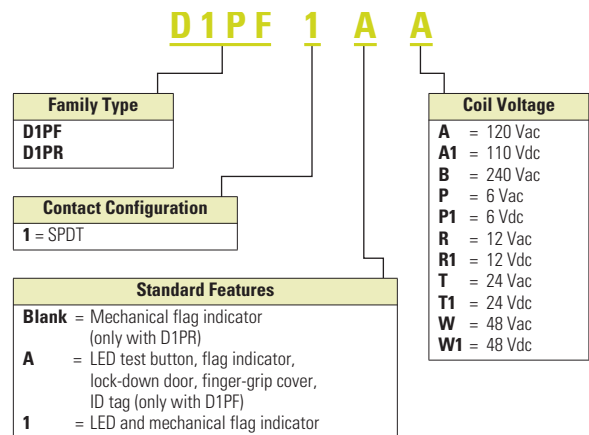 D1PF 1 A A
Family Type
D1PF
D1PR
Contact Configuration
1 = SPDT
Standard Features
Blank = Mechanical flag indicator
(only with D1PR)
A = LED test button, flag indicator,
lock-down door, finger-grip cover,
ID tag (only with D1PF)
1 = LED and mechanical flag indicator
Coil Voltage
A = 120 Vac
A1 = 110 Vdc
B = 240 Vac
P = 6 Vac
P1 = 6 Vdc
R = 12 Vac
R1 = 12 Vdc
T = 24 Vac
T1 = 24 Vdc
W = 48 Vac
W1 = 48 Vdc